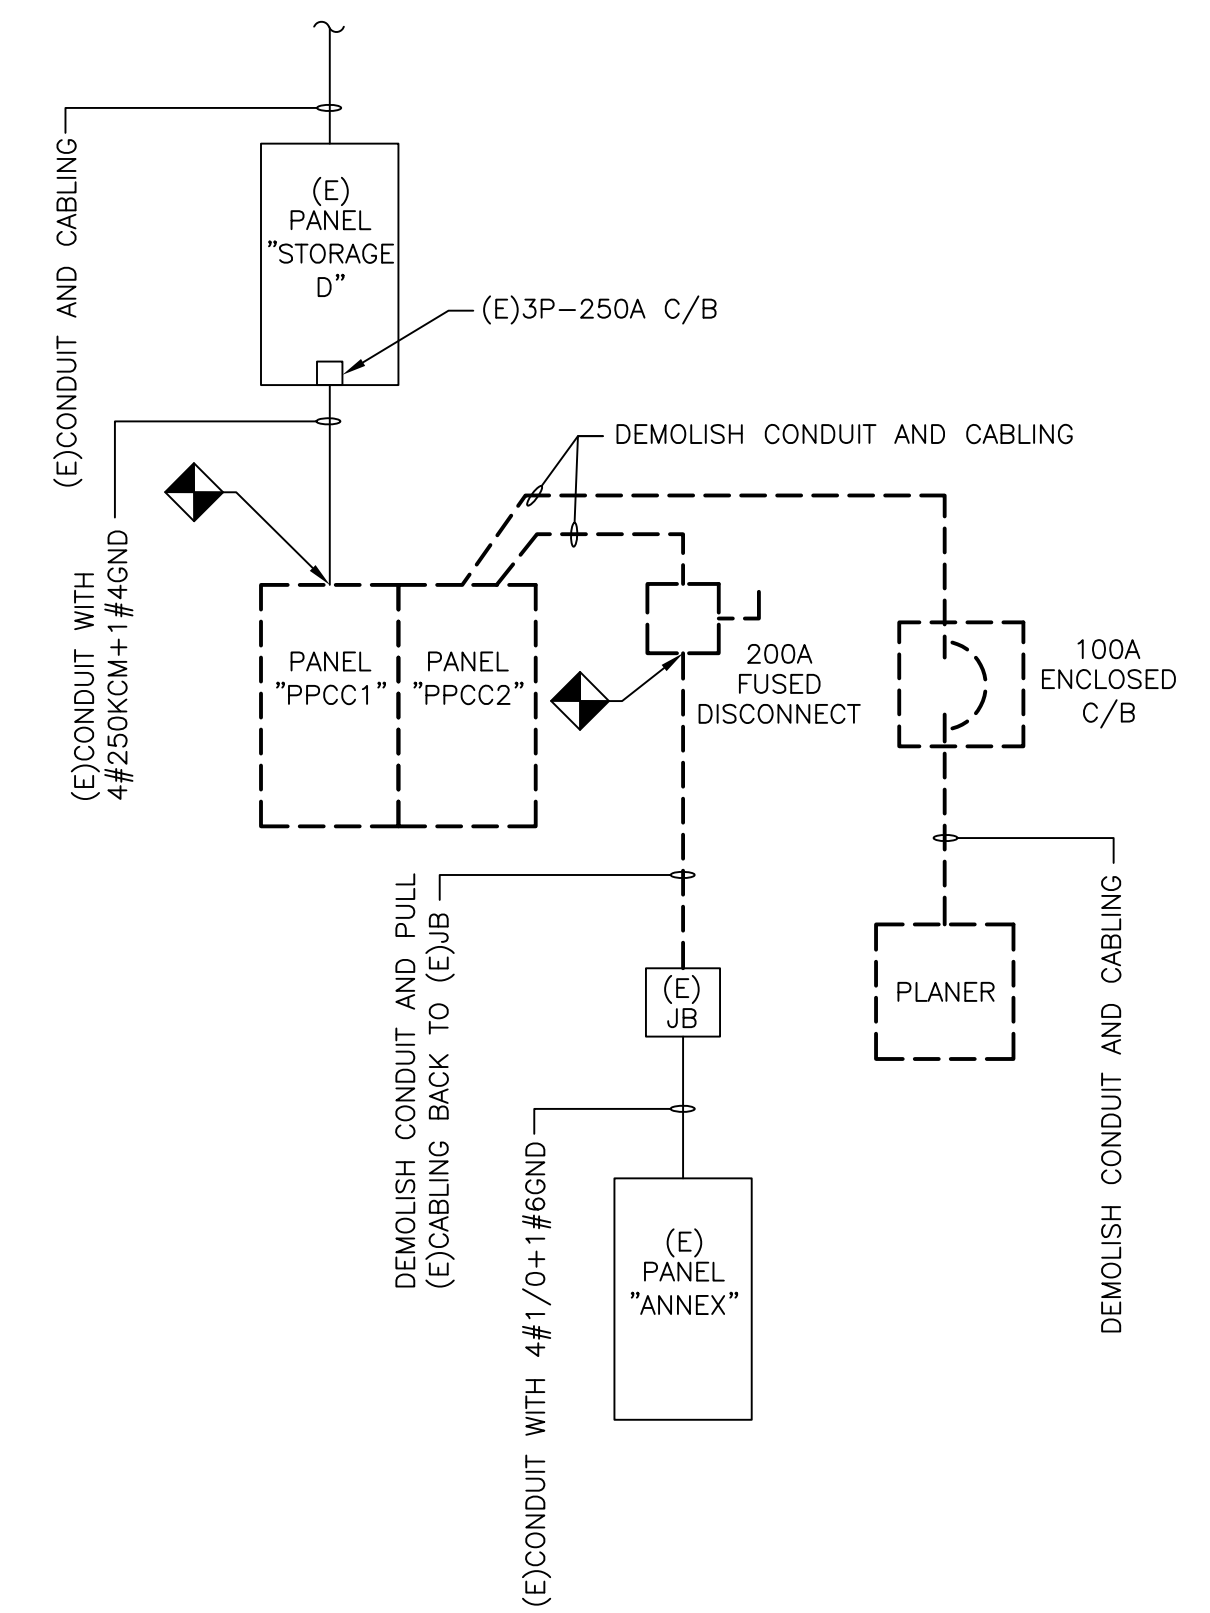 (E)CONDUIT AND CABLING
(E)
PANEL
"STORAGE
D"
(E)3P-250A C/B
(E)CONDUIT WITH
4#250KCM+1#4GND
DEMOLISH CONDUIT AND CABLING
PANEL
"PPCC1"
PANEL
"PPCC2"
200A
FUSED
DISCONNECT
100A
ENCLOSED
C/B
DEMOLISH CONDUIT AND PULL
(E)CABLING BACK TO (E)JB
(E)
JB
PLANER
DEMOLISH CONDUIT AND CABLING
(E)CONDUIT WITH 4#1/0+1#6GND
(E)
PANEL
"ANNEX"